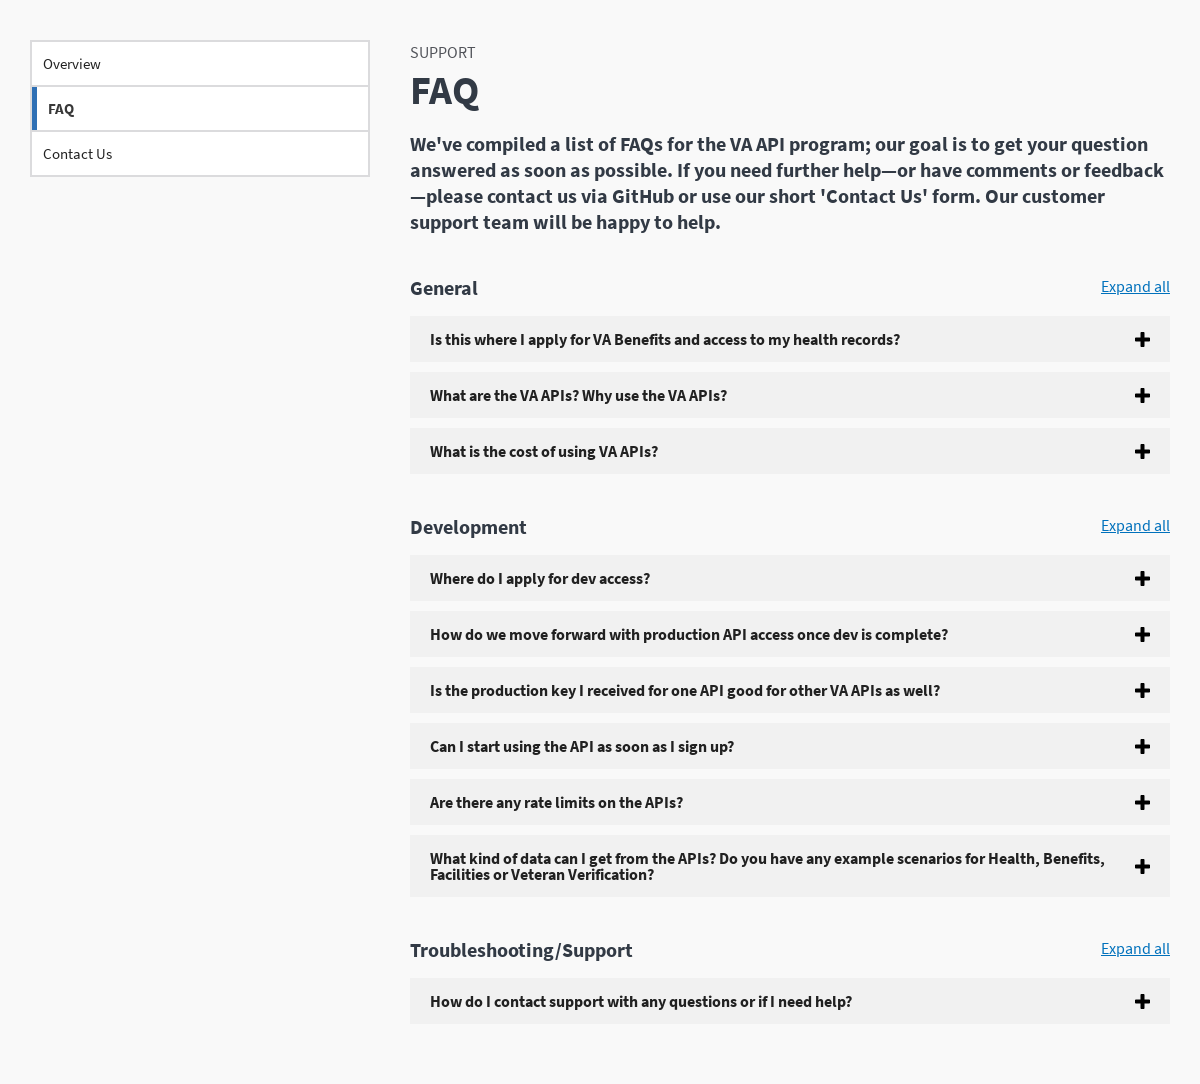 Overview
FAQ
Contact Us
SUPPORT
FAQ
We've compiled a list of FAQs for the VA API program; our goal is to get your question
answered as soon as possible. If you need further help—or have comments or feedback
—please contact us via GitHub or use our short 'Contact Us' form. Our customer
support team will be happy to help.
General
Expand all
Is this where I apply for VA Benefits and access to my health records?
What are the VA APIs? Why use the VA APIs?
What is the cost of using VA APIs?
Development
Expand all
Where do I apply for dev access?
How do we move forward with production API access once dev is complete?
Is the production key I received for one API good for other VA APIs as well?
Can I start using the API as soon as I sign up?
Are there any rate limits on the APIs?
What kind of data can I get from the APIs? Do you have any example scenarios for Health, Benefits,
Facilities or Veteran Verification?
Troubleshooting/Support
Expand all
How do I contact support with any questions or if I need help?